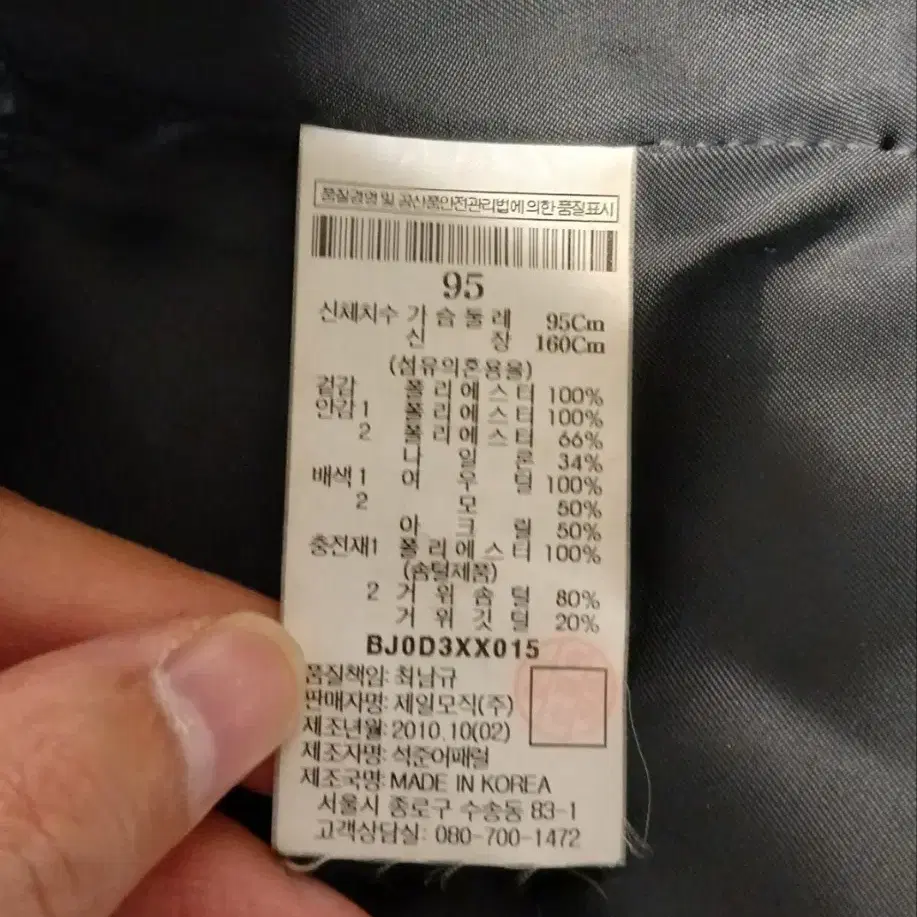 품질경영 및 공산품안전관리법에 의한 품질표시
95
신체치수 가슴둘레 95Cm
신장 160Cm
(섬유의혼용율)
겉감 폴리에스터 100%
안감1 폴리에스터 100%
2 폴리에스터 66%
나일론 34%
배색1 여우털 100%
2 모 50%
아크릴 50%
충전재1 폴리에스터 100%
(솜털제품)
2 거위솜털 80%
거위깃털 20%
BJ0D3XX015
품질책임: 최남규
판매자명: 제일모직(주)
제조년월: 2010.10(02)
제조자명: 석준어패럴
제조국명: MADE IN KOREA
서울시 종로구 수송동 83-1
고객상담실: 080-700-1472